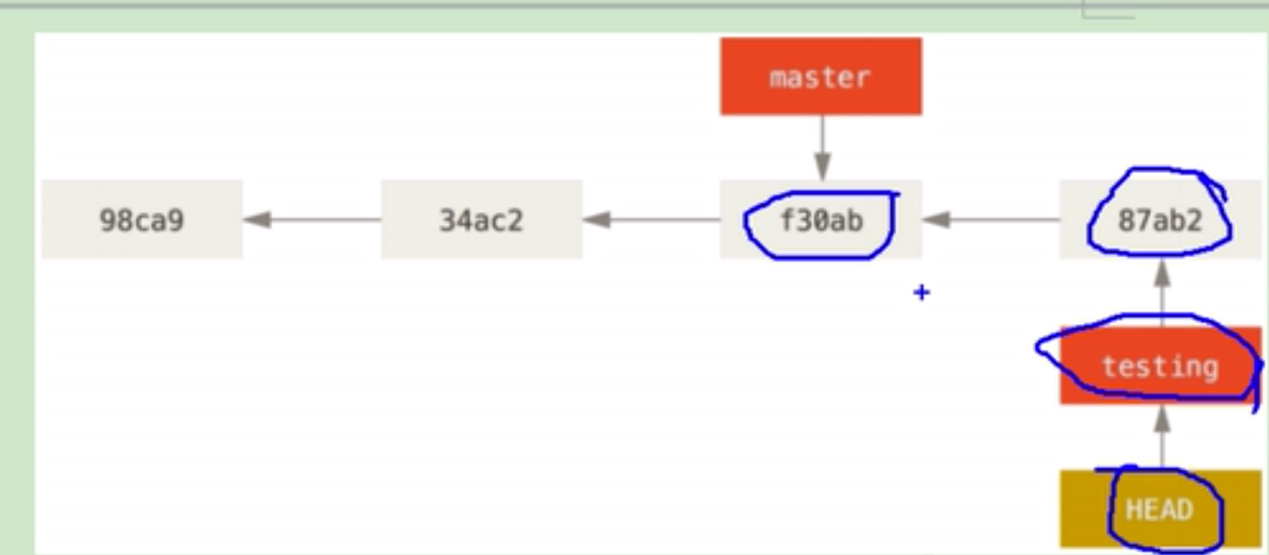 master
98ca9
34ac2
f30ab
87ab2
testing
HEAD